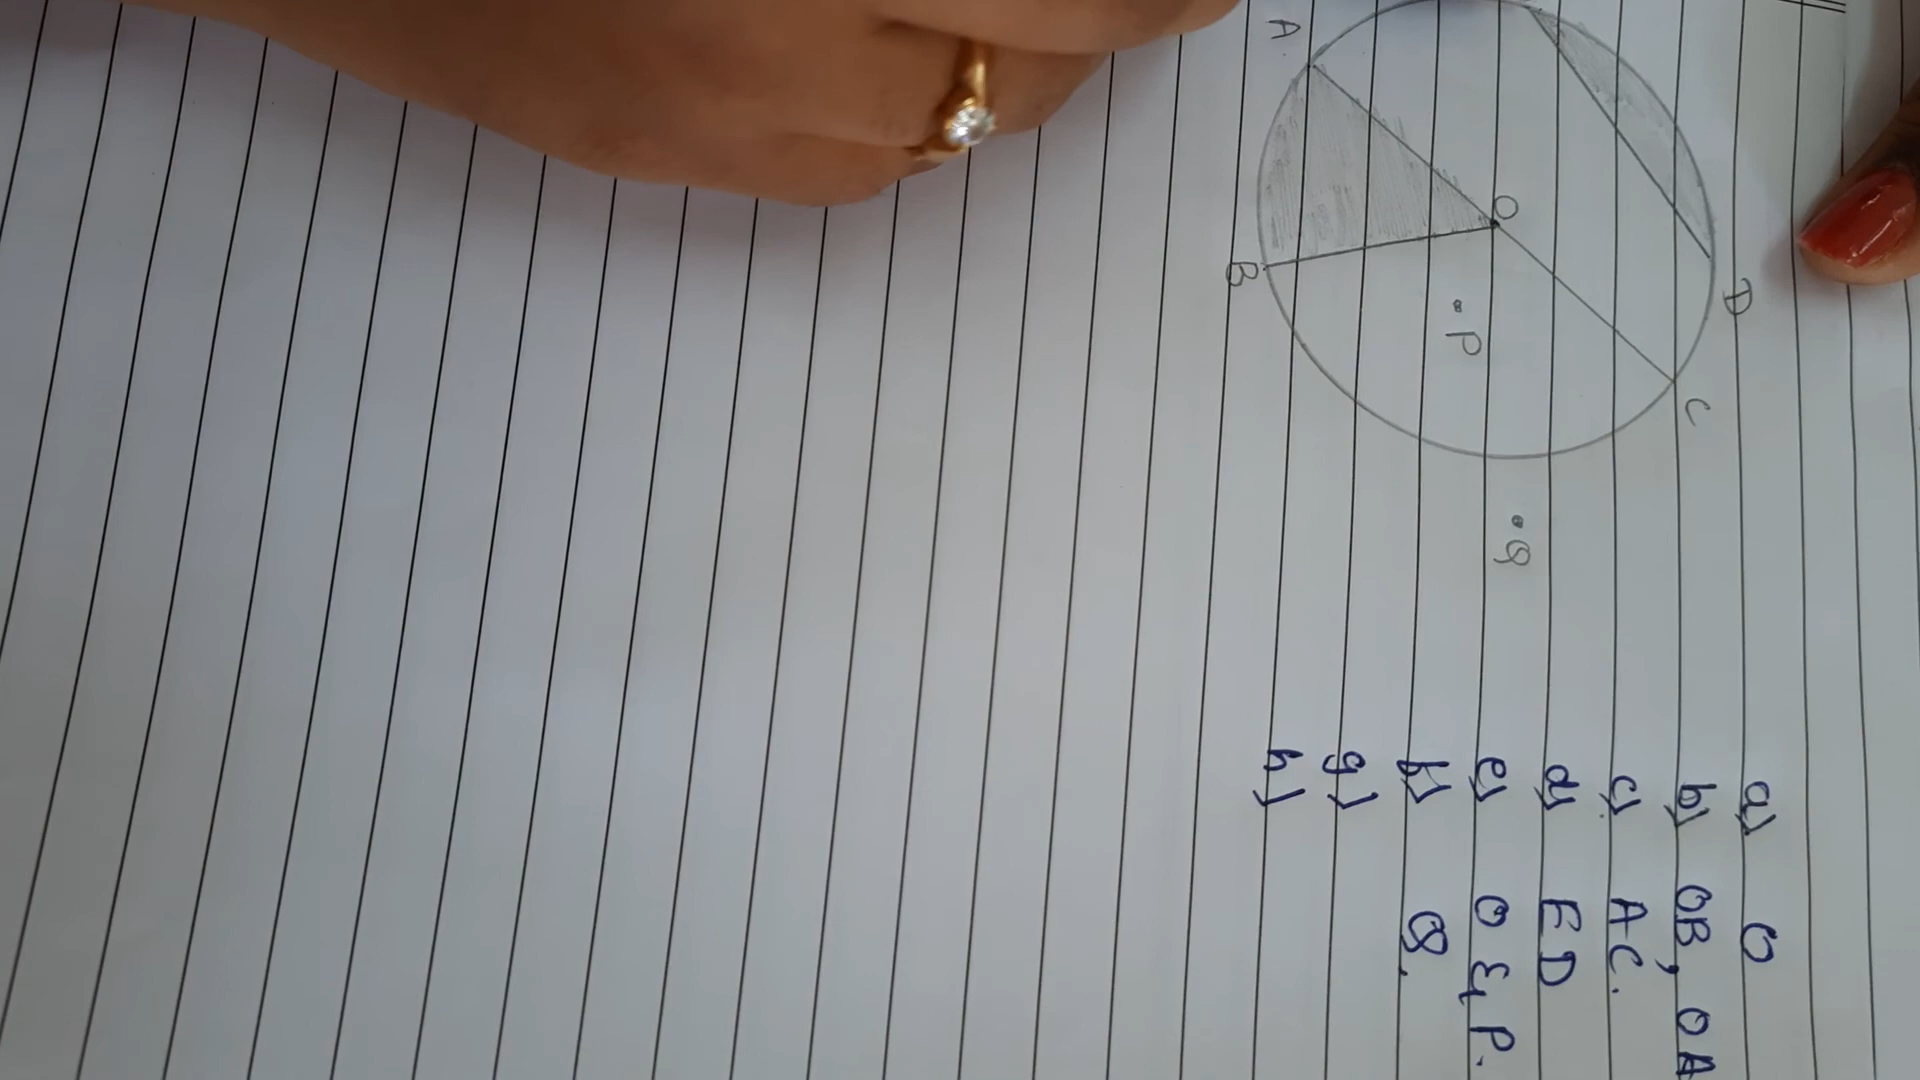 A
O
B
P
D
C
Q
a) O
b) OB, OA
c) AC.
d) ED
e) O & P.
f) Q.
g)
h)